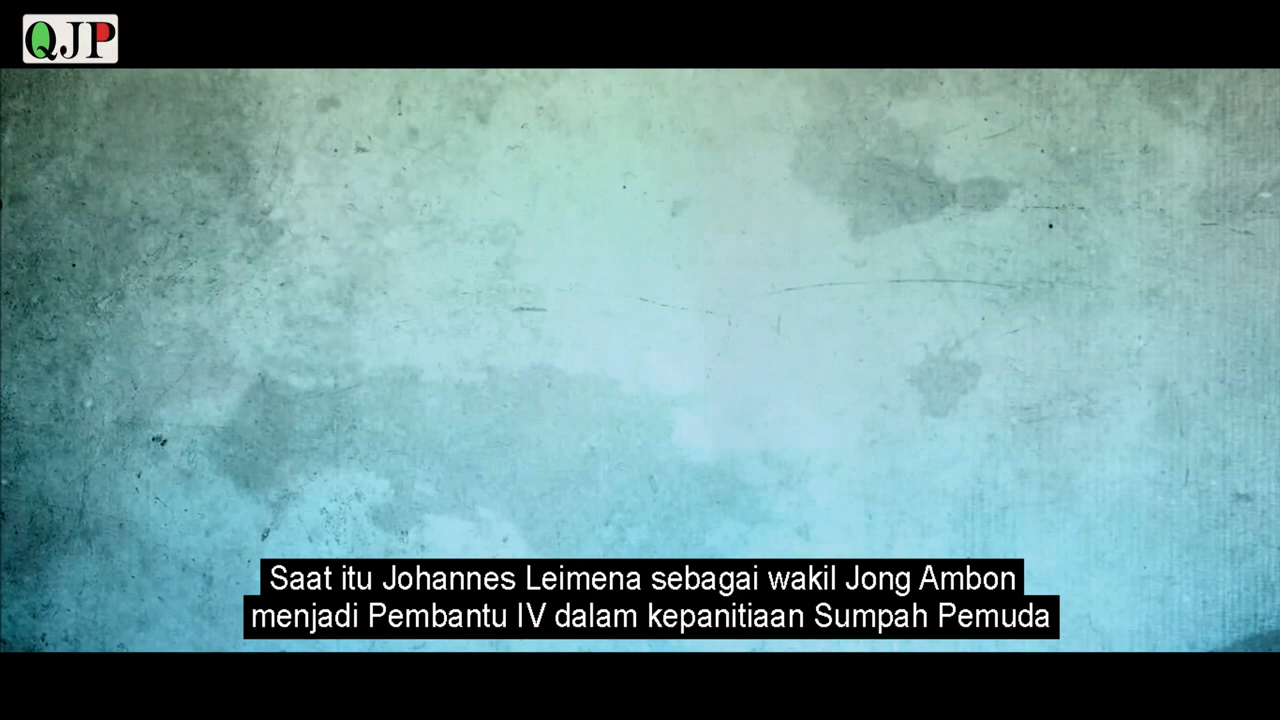 QJP
Saat itu Johannes Leimena sebagai wakil Jong Ambon
menjadi Pembantu IV dalam kepanitiaan Sumpah Pemuda